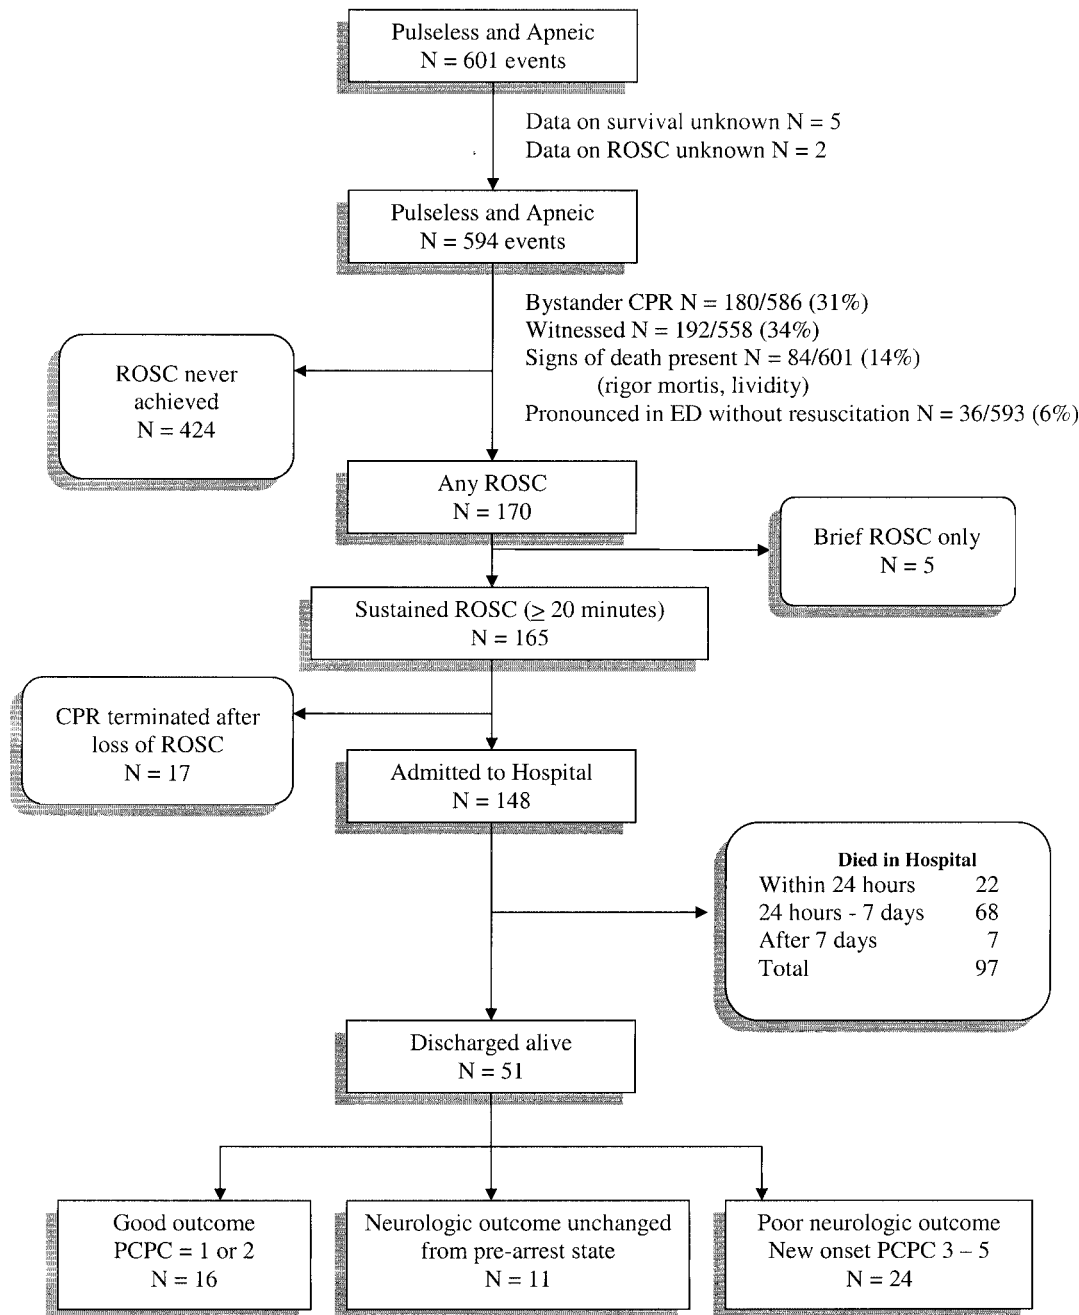 Pulseless and Apneic
N = 601 events
Data on survival unknown N = 5
Data on ROSC unknown N = 2
Pulseless and Apneic
N = 594 events
Bystander CPR N = 180/586 (31%)
Witnessed N = 192/558 (34%)
Signs of death present N = 84/601 (14%)
(rigor mortis, lividity)
Pronounced in ED without resuscitation N = 36/593 (6%)
ROSC never
achieved
N = 424
Any ROSC
N = 170
Brief ROSC only
N = 5
Sustained ROSC (≥ 20 minutes)
N = 165
CPR terminated after
loss of ROSC
N = 17
Admitted to Hospital
N = 148
Died in Hospital
Within 24 hours 22
24 hours - 7 days 68
After 7 days 7
Total 97
Discharged alive
N = 51
Good outcome
PCPC = 1 or 2
N = 16
Neurologic outcome unchanged
from pre-arrest state
N = 11
Poor neurologic outcome
New onset PCPC 3 – 5
N = 24